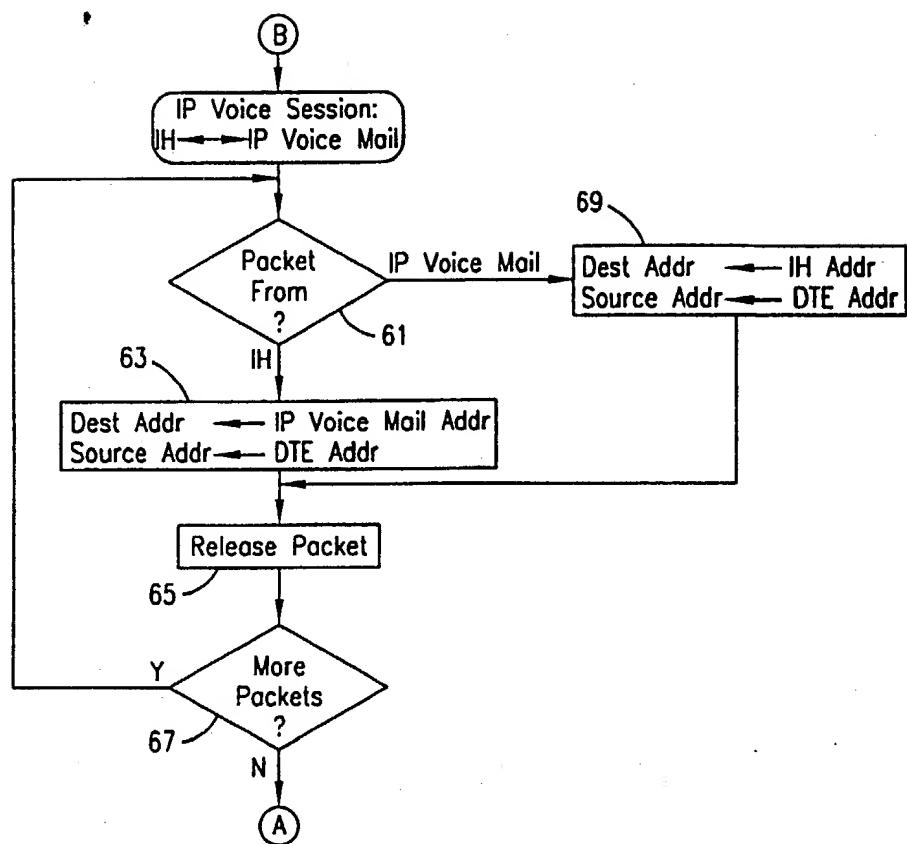 B
IP Voice Session:
IH IP Voice Mail
69
Packet
From
?
IP Voice Mail
Dest Addr IH Addr
Source Addr DTE Addr
61
IH
63
Dest Addr IP Voice Mail Addr
Source Addr DTE Addr
Release Packet
65
Y
More
Packets
?
67
N
A